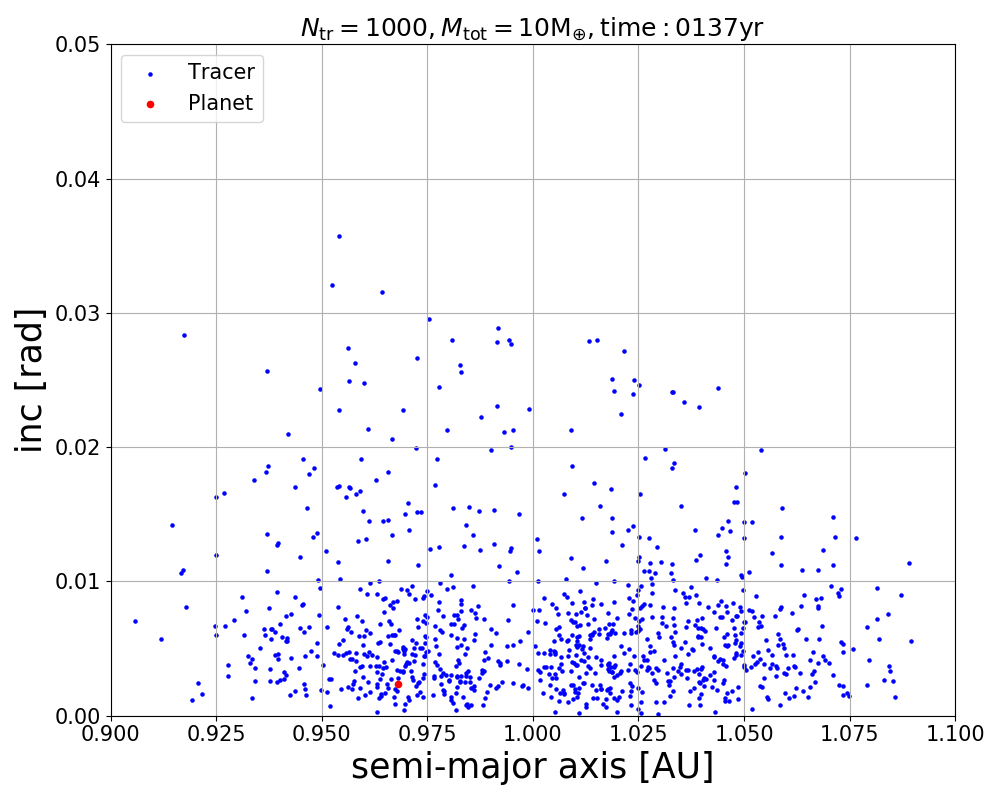 N_tr = 1000, M_tot = 10M_⊕, time : 0137yr
0.05
Tracer
Planet
0.04
0.03
0.02
0.01
0.00
inc [rad]
0.900 0.925 0.950 0.975 1.000 1.025 1.050 1.075 1.100
semi-major axis [AU]